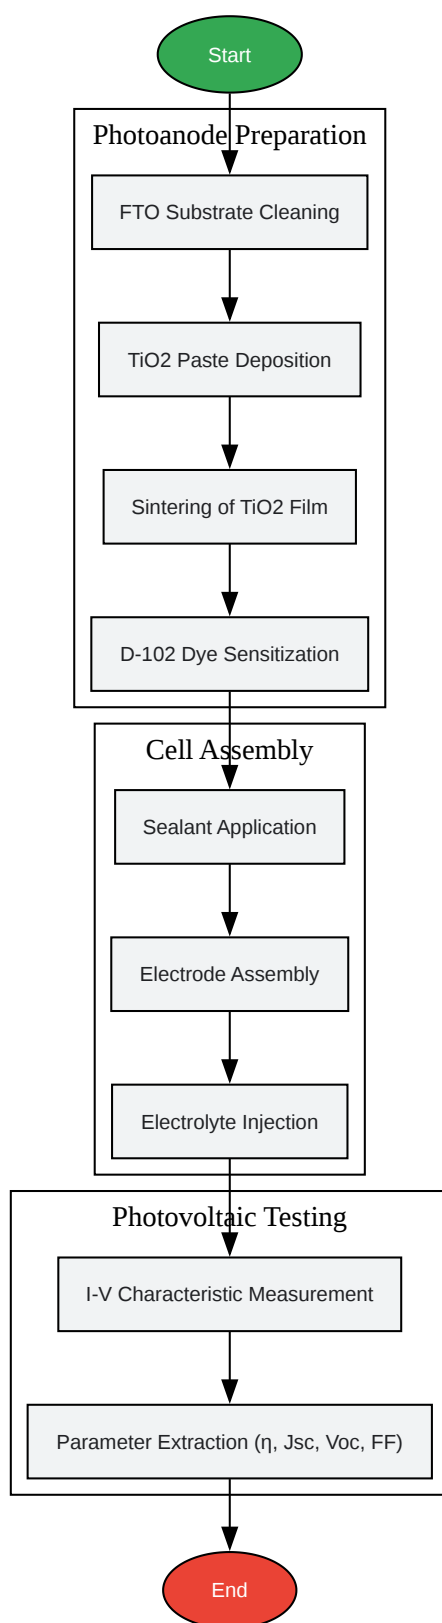 Start
Photoanode Preparation
FTO Substrate Cleaning
TiO2 Paste Deposition
Sintering of TiO2 Film
D-102 Dye Sensitization
Cell Assembly
Sealant Application
Electrode Assembly
Electrolyte Injection
Photovoltaic Testing
I-V Characteristic Measurement
Parameter Extraction (η, Jsc, Voc, FF)
End